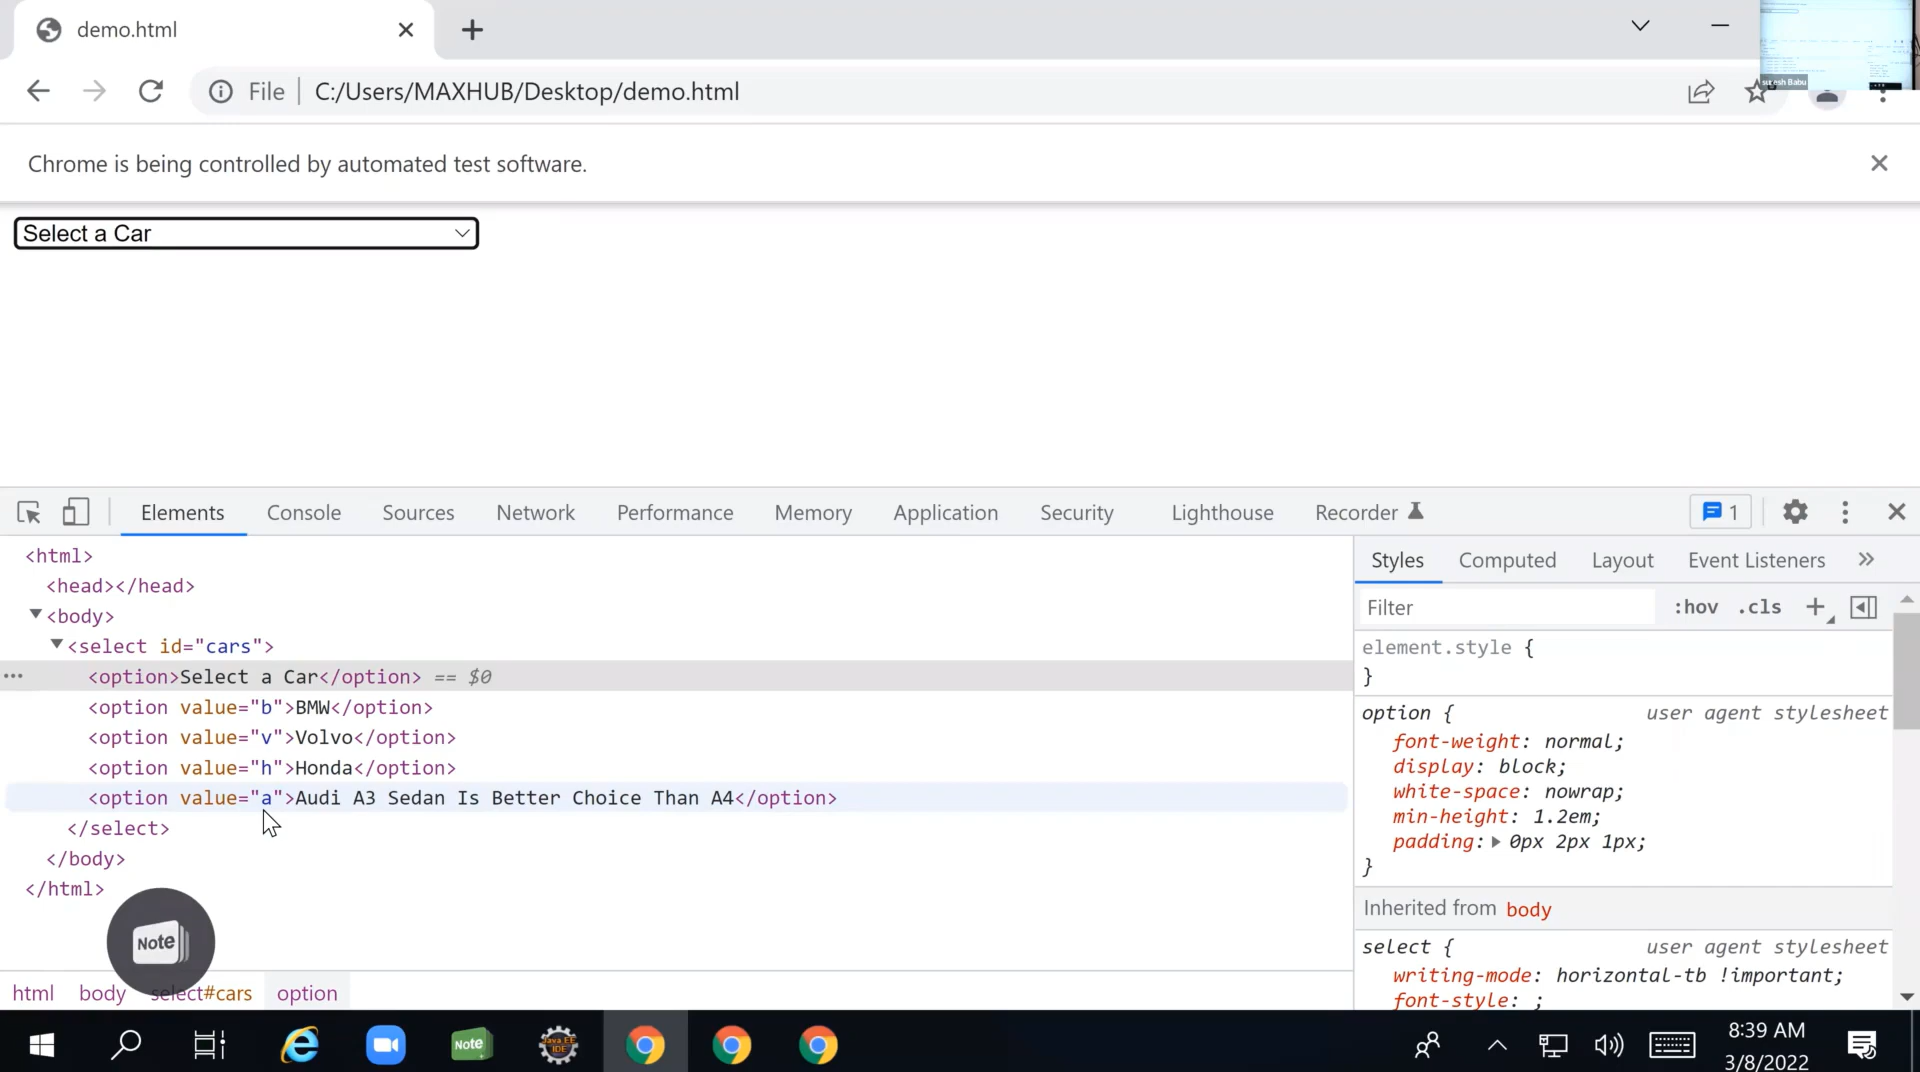 demo.html
File
C:/Users/MAXHUB/Desktop/demo.html
suresh Babu
Chrome is being controlled by automated test software.
Select a Car
Elements
Console
Sources
Network
Performance
Memory
Application
Security
Lighthouse
Recorder
1
<html>
<head></head>
<body>
<select id="cars">
<option>Select a Car</option> == $0
<option value="b">BMW</option>
<option value="v">Volvo</option>
<option value="h">Honda</option>
<option value="a">Audi A3 Sedan Is Better Choice Than A4</option>
</select>
</body>
</html>
Note
html
body
select#cars
option
Styles
Computed
Layout
Event Listeners
Filter
:hov
.cls
element.style {
}
option {
user agent stylesheet
font-weight: normal;
display: block;
white-space: nowrap;
min-height: 1.2em;
padding: 0px 2px 1px;
}
Inherited from body
select {
user agent stylesheet
writing-mode: horizontal-tb !important;
font-style: ;
Note
Java EE
IDE
8:39 AM
3/8/2022